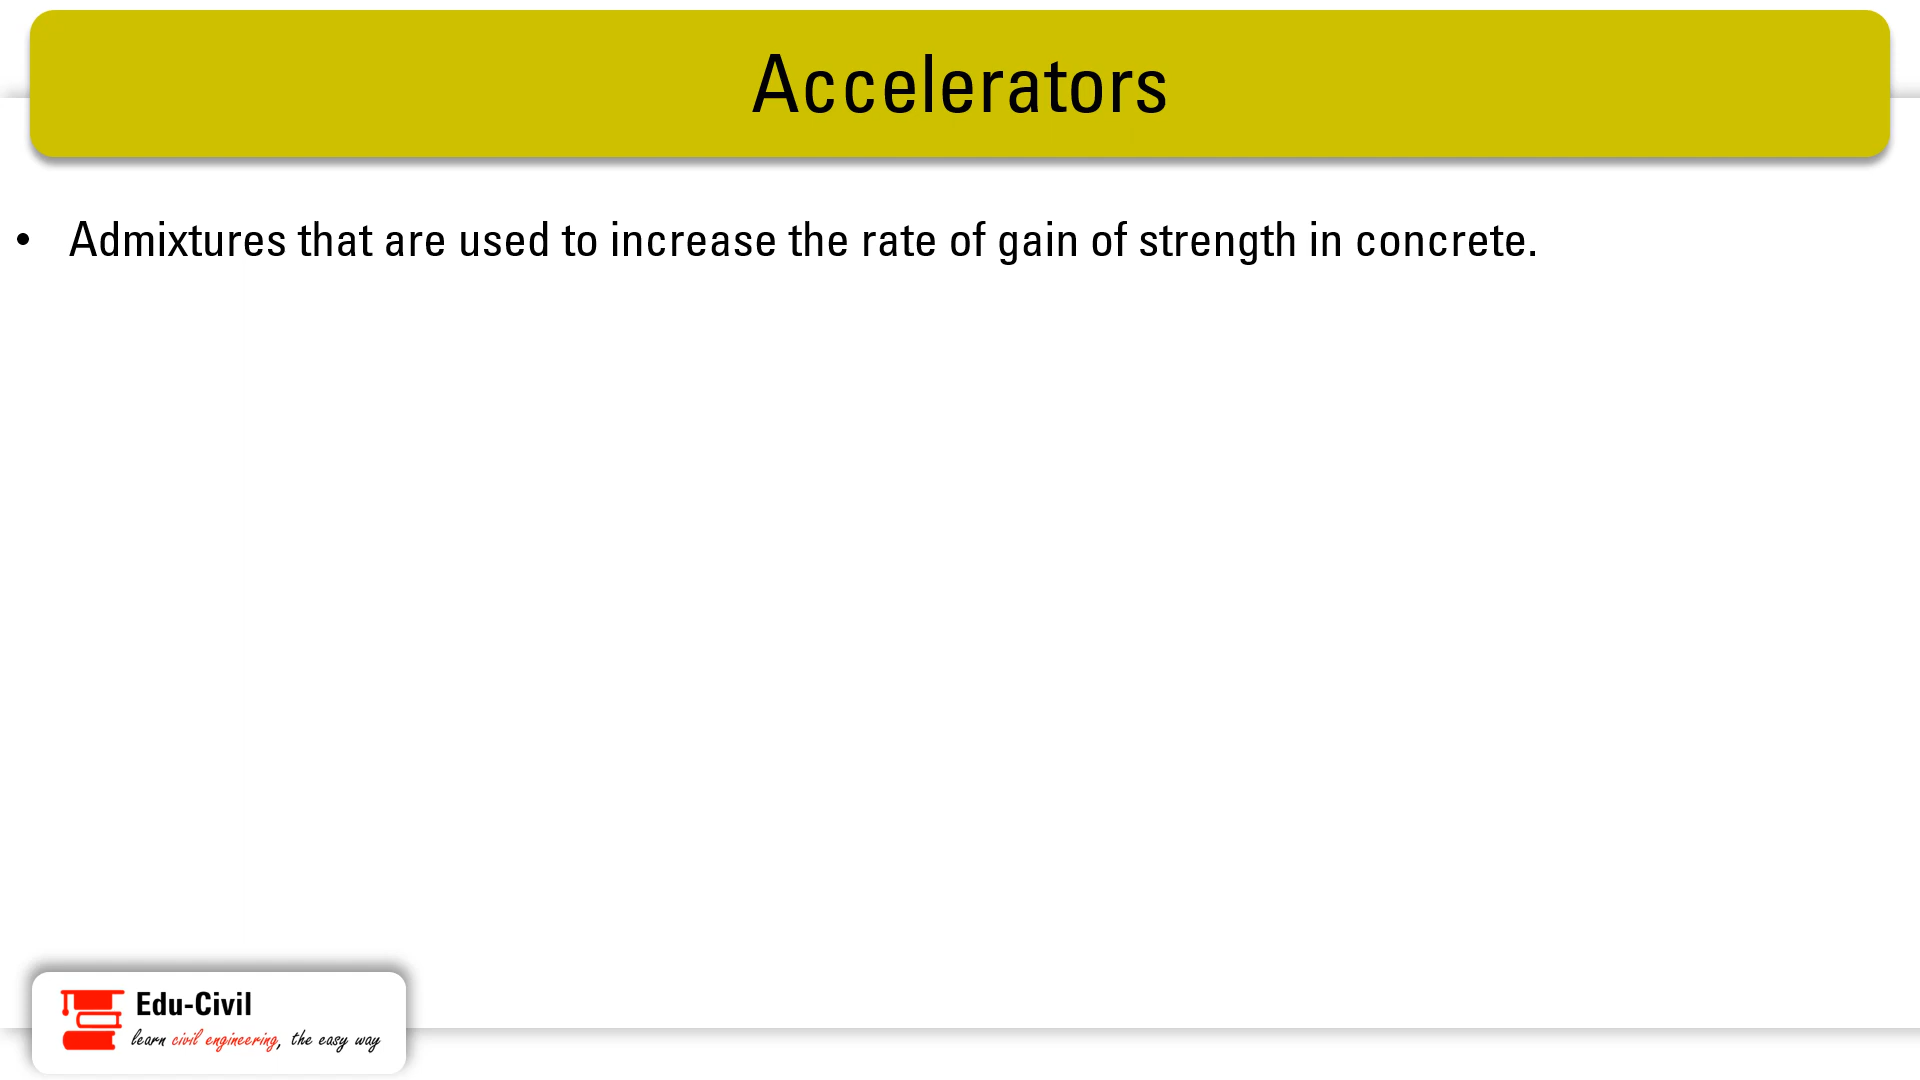 Accelerators
• Admixtures that are used to increase the rate of gain of strength in concrete.
Edu-Civil
learn civil engineering, the easy way